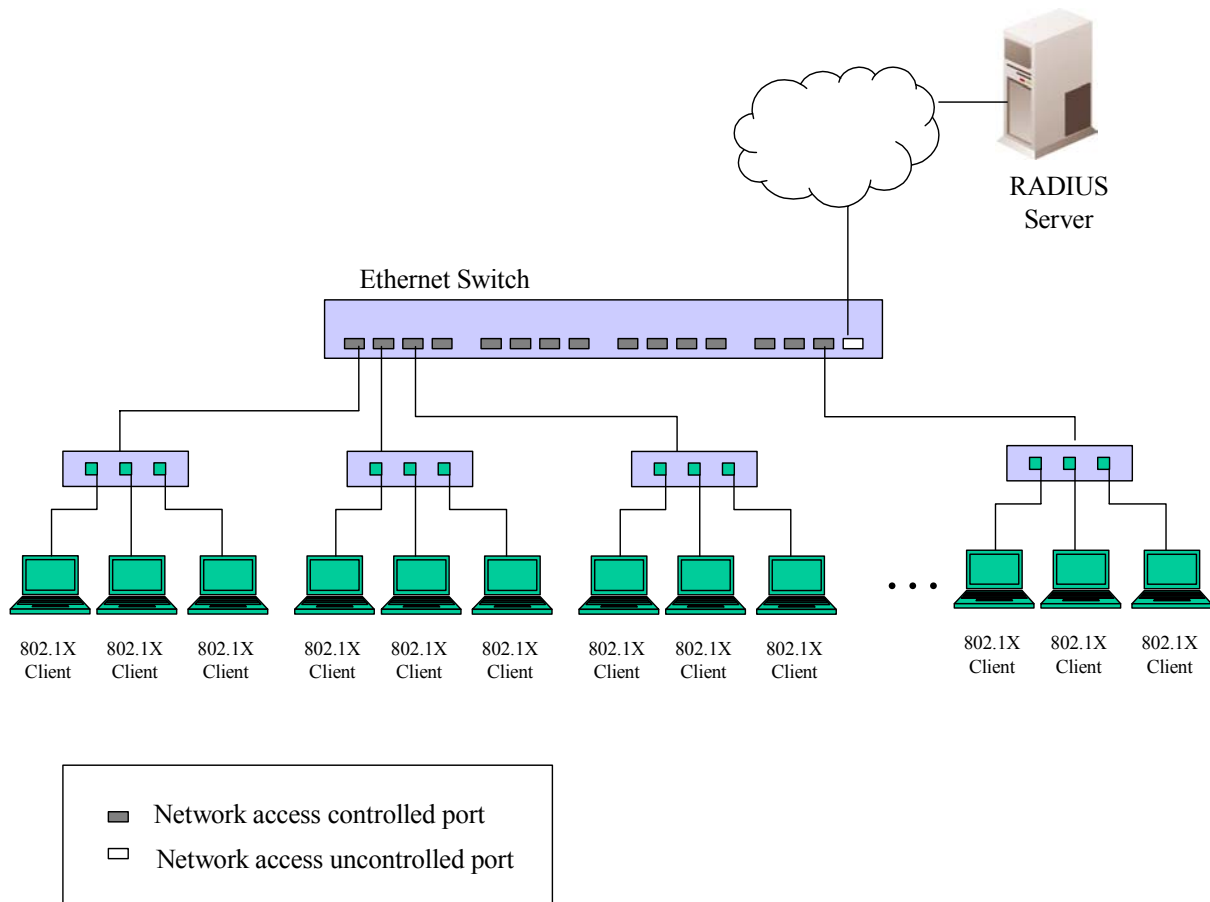 RADIUS
Server
Ethernet Switch
802.1X
Client
802.1X
Client
802.1X
Client
802.1X
Client
802.1X
Client
802.1X
Client
802.1X
Client
802.1X
Client
802.1X
Client
. . .
802.1X
Client
802.1X
Client
802.1X
Client
Network access controlled port
Network access uncontrolled port